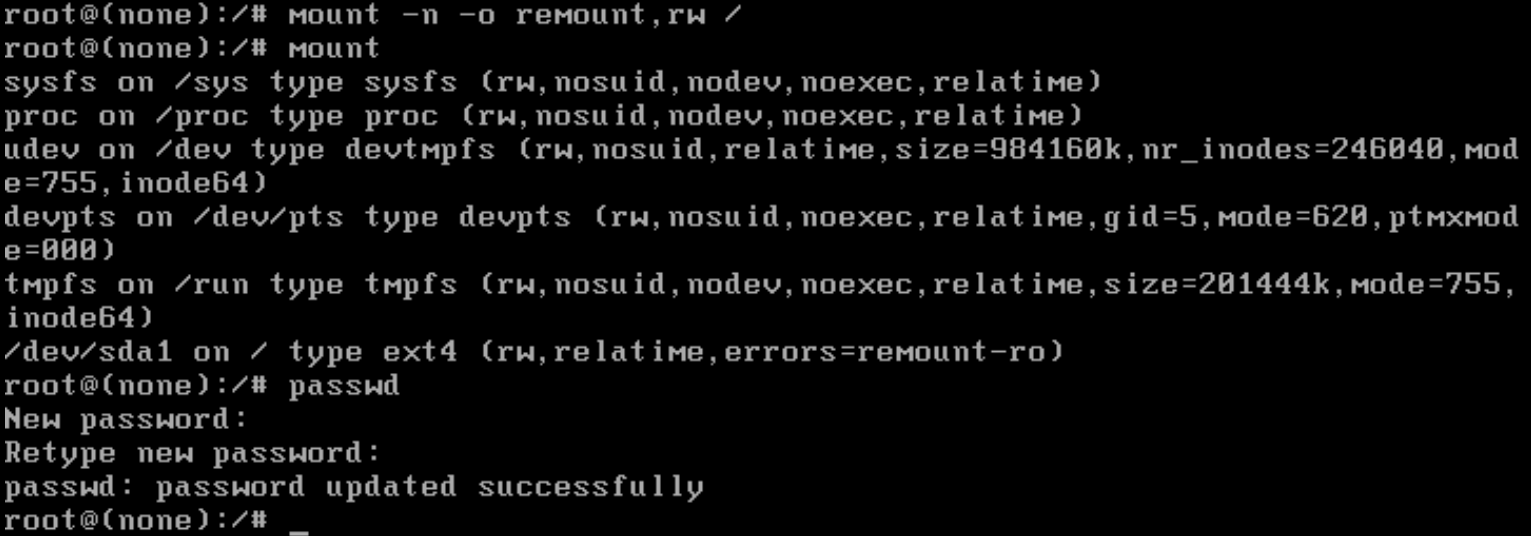 root@(none):/# mount -n -o remount,rw /
root@(none):/# mount
sysfs on /sys type sysfs (rw,nosuid,nodev,noexec,relatime)
proc on /proc type proc (rw,nosuid,nodev,noexec,relatime)
udev on /dev type devtmpfs (rw,nosuid,relatime,size=984160k,nr_inodes=246040,mod
e=755,inode64)
devpts on /dev/pts type devpts (rw,nosuid,noexec,relatime,gid=5,mode=620,ptmxmod
e=000)
tmpfs on /run type tmpfs (rw,nosuid,nodev,noexec,relatime,size=201444k,mode=755,
inode64)
/dev/sda1 on / type ext4 (rw,relatime,errors=remount-ro)
root@(none):/# passwd
New password:
Retype new password:
passwd: password updated successfully
root@(none):/# _